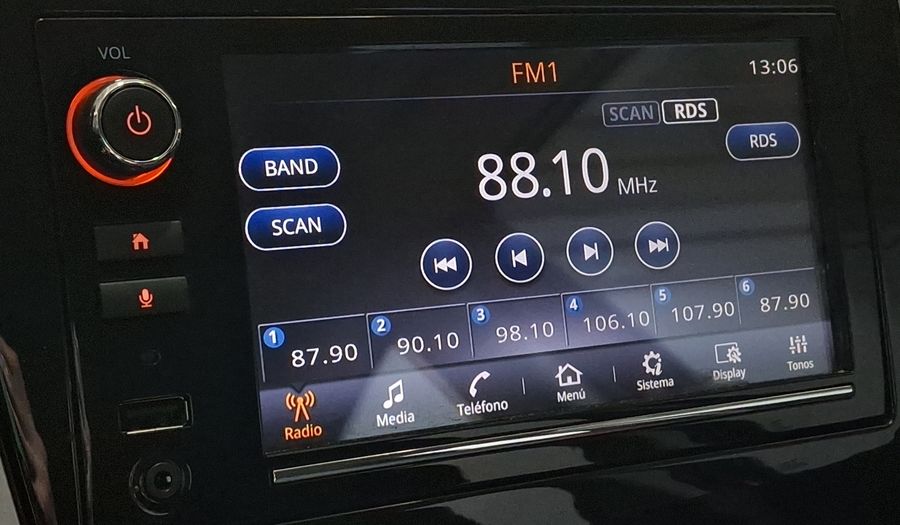 VOL
FM1
13:06
SCAN RDS
BAND
88.10 MHz
RDS
SCAN
1 87.90
2 90.10
3 98.10
4 106.10
5 107.90
6 87.90
Radio
Media
Teléfono
Menú
Sistema
Display
Tonos